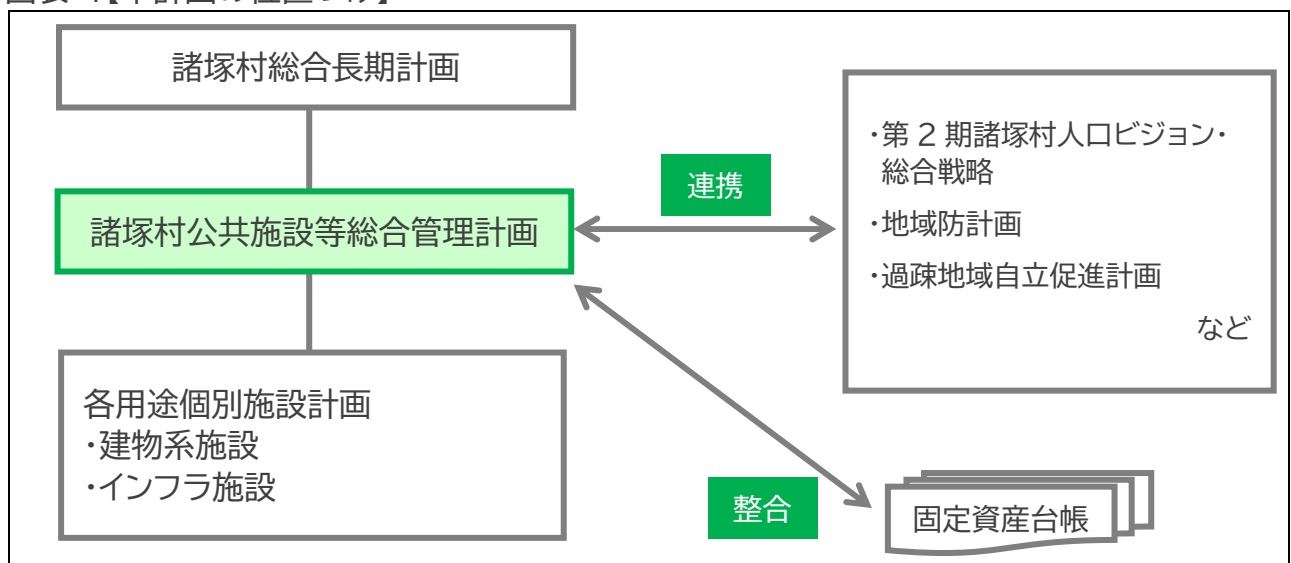 諸塚村総合長期計画
諸塚村公共施設等総合管理計画
各用途個別施設計画
・建物系施設
・インフラ施設
連携
・第2期諸塚村人口ビジョン・
総合戦略
・地域防計画
・過疎地域自立促進計画
など
整合
固定資産台帳